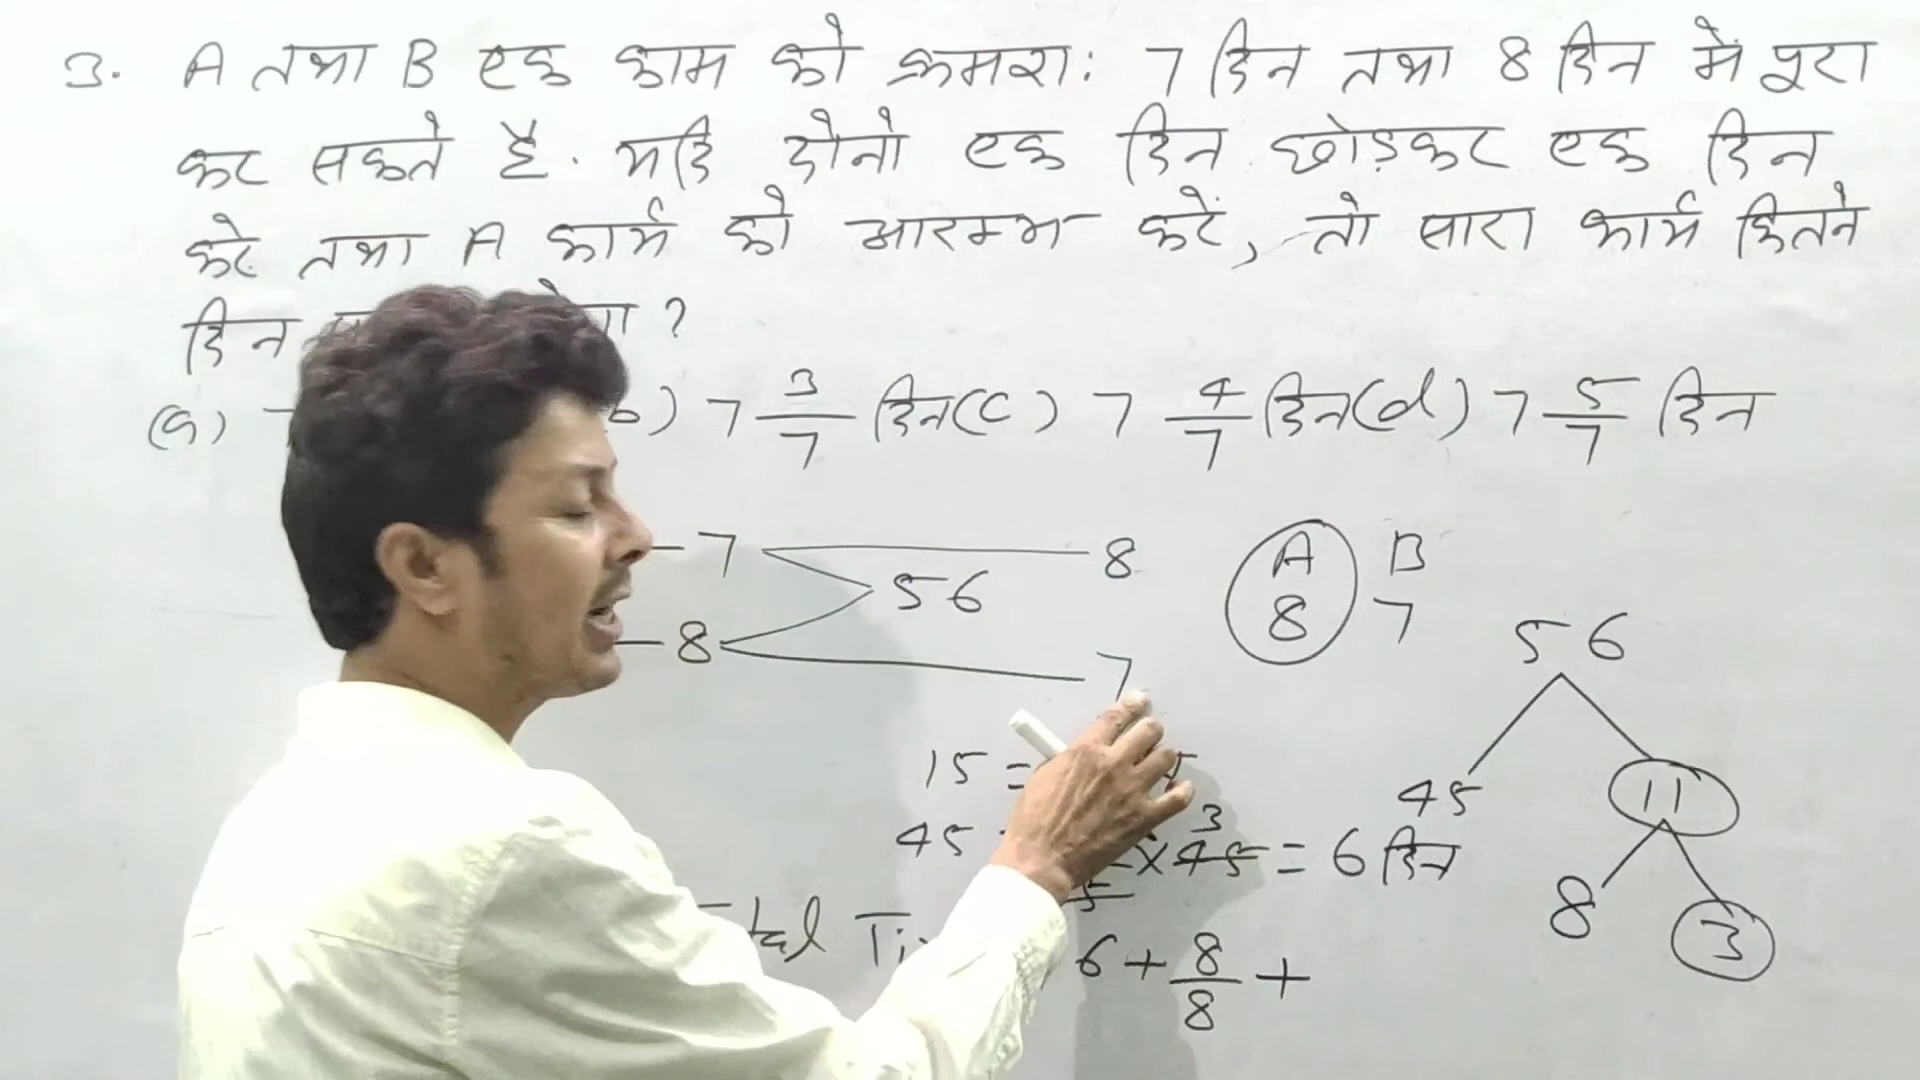 3. A तथा B एक काम को क्रमशः 7 दिन तथा 8 दिन में पूरा
कर सकते है. यदि दोनो एक दिन छोड़कर एक दिन
करे तथा A कार्य को आरम्भ करें, तो सारा कार्य कितने
दिन ?
(a) 7 (b) 7 3/7 दिन (c) 7 4/7 दिन (d) 7 5/7 दिन
7 8
56
8 7
A B
8 7
56
45 11
8 3
15 =
45 × 45 3 = 6 दिन
6 + 8/8 +